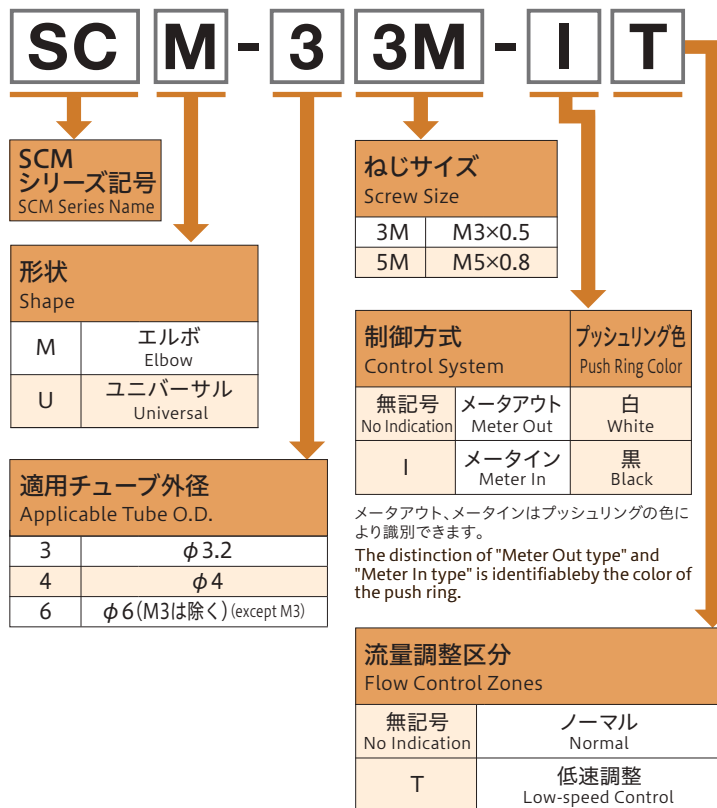 SC M - 3 3M - I T
SCM
シリーズ記号
SCM Series Name
形状
Shape
M エルボ
Elbow
U ユニバーサル
Universal
適用チューブ外径
Applicable Tube O.D.
3 φ3.2
4 φ4
6 φ6(M3は除く)(except M3)
ねじサイズ
Screw Size
3M M3×0.5
5M M5×0.8
制御方式 プッシュリング色
Control System Push Ring Color
無記号 メータアウト 白
No Indication Meter Out White
I メータイン 黒
Meter In Black
メータアウト、メータインはプッシュリングの色に
より識別できます。
The distinction of "Meter Out type" and
"Meter In type" is identifiableby the color of
the push ring.
流量調整区分
Flow Control Zones
無記号 ノーマル
No Indication Normal
T 低速調整
Low-speed Control